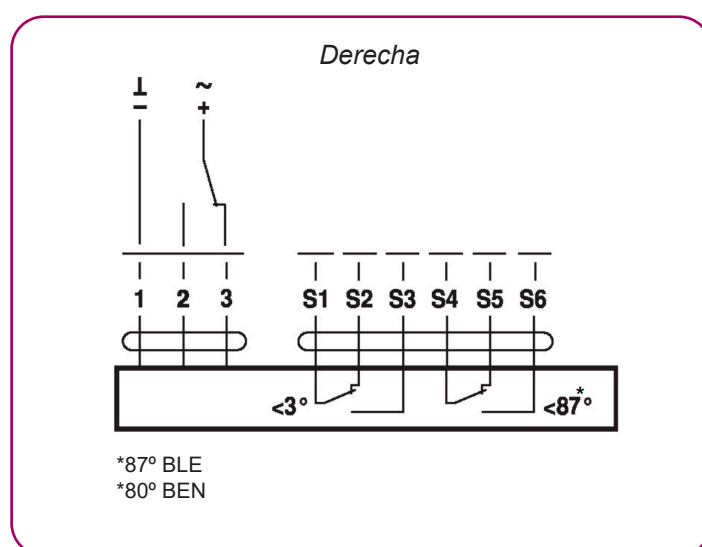 Derecha
⊥ ~
− +
1 2 3 S1 S2 S3 S4 S5 S6
<3° <87°*
*87º BLE
*80º BEN